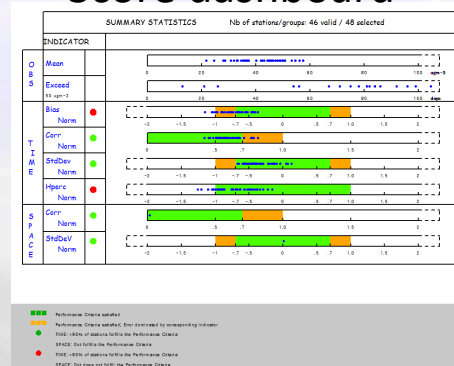 Score dashboard
SUMMARY STATISTICS Nb of stations/groups: 46 valid / 48 selected
INDICATOR
OBS
Mean
0 20 40 60 80 100 ugm-3
Exceed
50 ugm-3
0 20 40 60 80 100 days
TIME
Bias
Norm
-2 -1.5 -1 -.7 -.5 0 .5 .7 1.0 1.5 2
Corr
Norm
0 .5 .7 1.0 1.5 2
StdDev
Norm
-2 -1.5 -1 -.7 -.5 0 .5 .7 1.0 1.5 2
Hperc
Norm
-2 -1.5 -1 -.7 -.5 0 .5 .7 1.0 1.5 2
SPACE
Corr
Norm
0 .5 .7 1.0 1.5 2
StdDeV
Norm
-2 -1.5 -1 -.7 -.5 0 .5 .7 1.0 1.5 2
Performance Criteria satisfied
Performance Criteria satisfied, Error dominated by corresponding Indicator
TIME: >90% of stations fulfills the Performance Criteria
SPACE: Dot fulfills the Performance Criteria
TIME: <90% of stations fulfills the Performance Criteria
SPACE: Dot does not fulfill the Performance Criteria